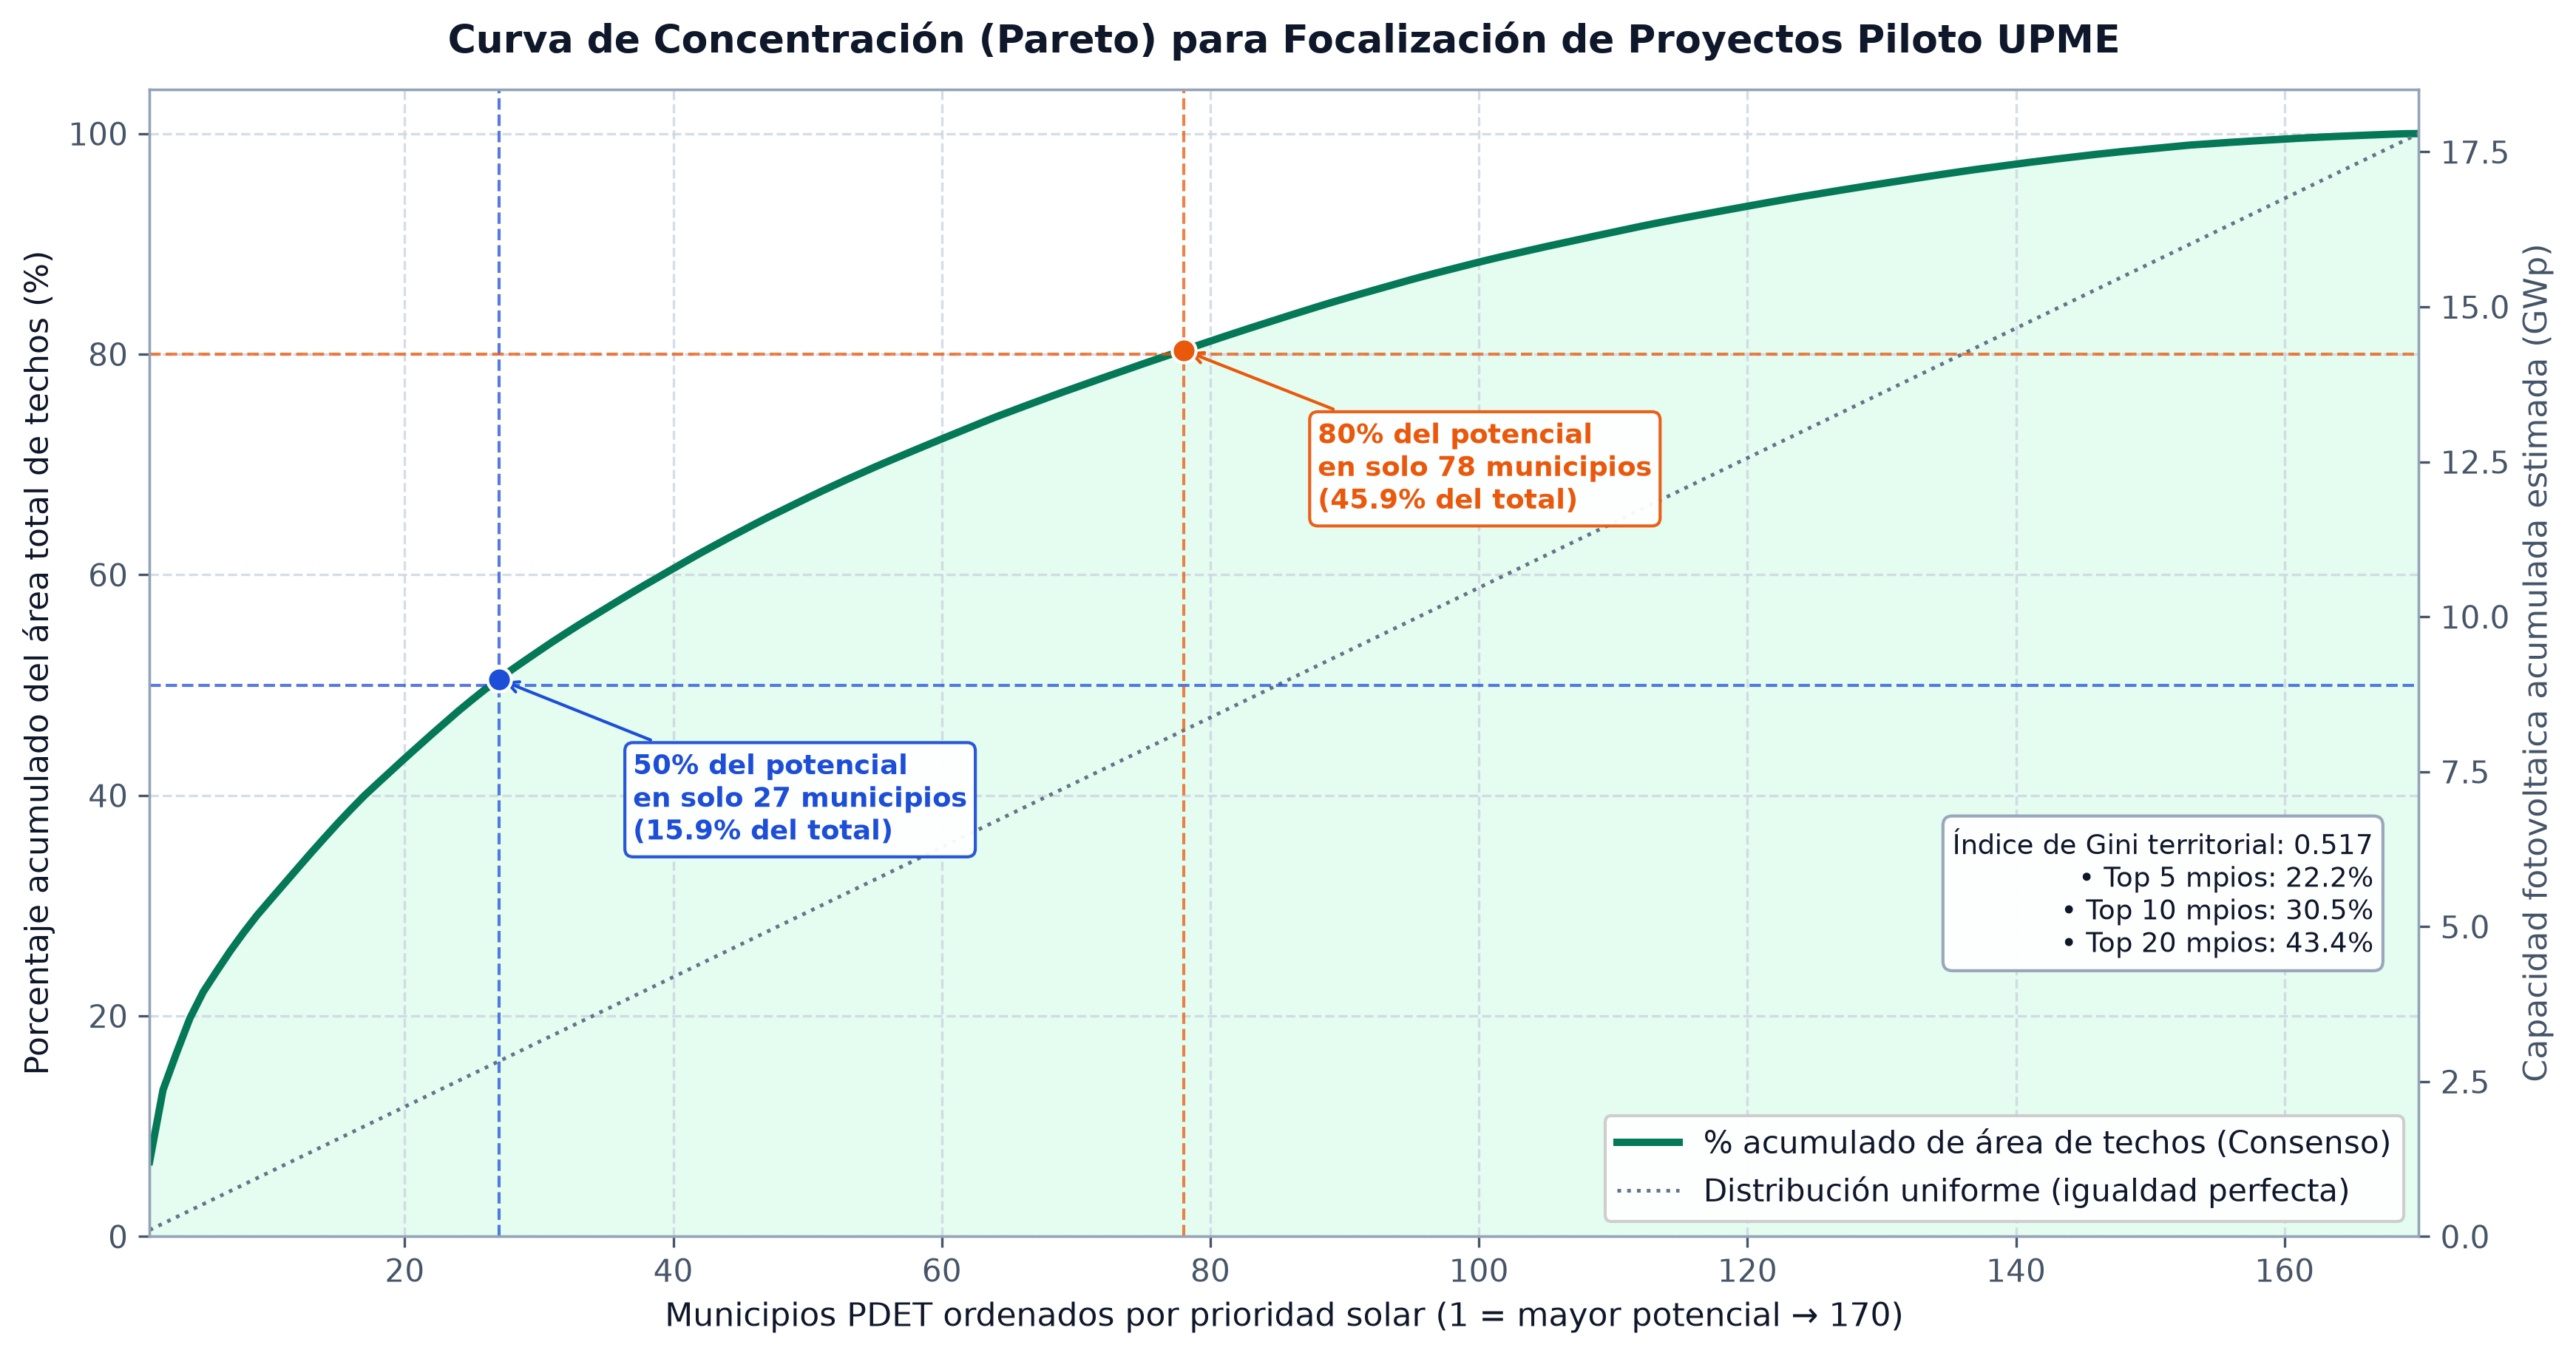 Curva de Concentración (Pareto) para Focalización de Proyectos Piloto UPME
Porcentaje acumulado del área total de techos (%)
100
80
60
40
20
0
80% del potencial
en solo 78 municipios
(45.9% del total)
50% del potencial
en solo 27 municipios
(15.9% del total)
Índice de Gini territorial: 0.517
• Top 5 mpios: 22.2%
• Top 10 mpios: 30.5%
• Top 20 mpios: 43.4%
% acumulado de área de techos (Consenso)
Distribución uniforme (igualdad perfecta)
17.5
15.0
12.5
10.0
7.5
5.0
2.5
0.0
Capacidad fotovoltaica acumulada estimada (GWp)
20 40 60 80 100 120 140 160
Municipios PDET ordenados por prioridad solar (1 = mayor potencial → 170)